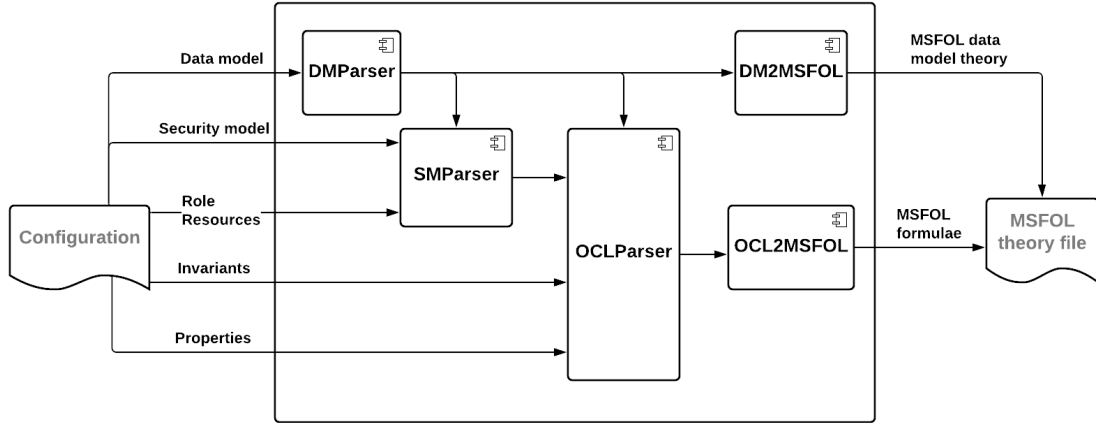 Data model
DMParser
DM2MSFOL
MSFOL data
model theory
Security model
SMParser
Role
Resources
Configuration
OCLParser
OCL2MSFOL
MSFOL
formulae
MSFOL
theory file
Invariants
Properties